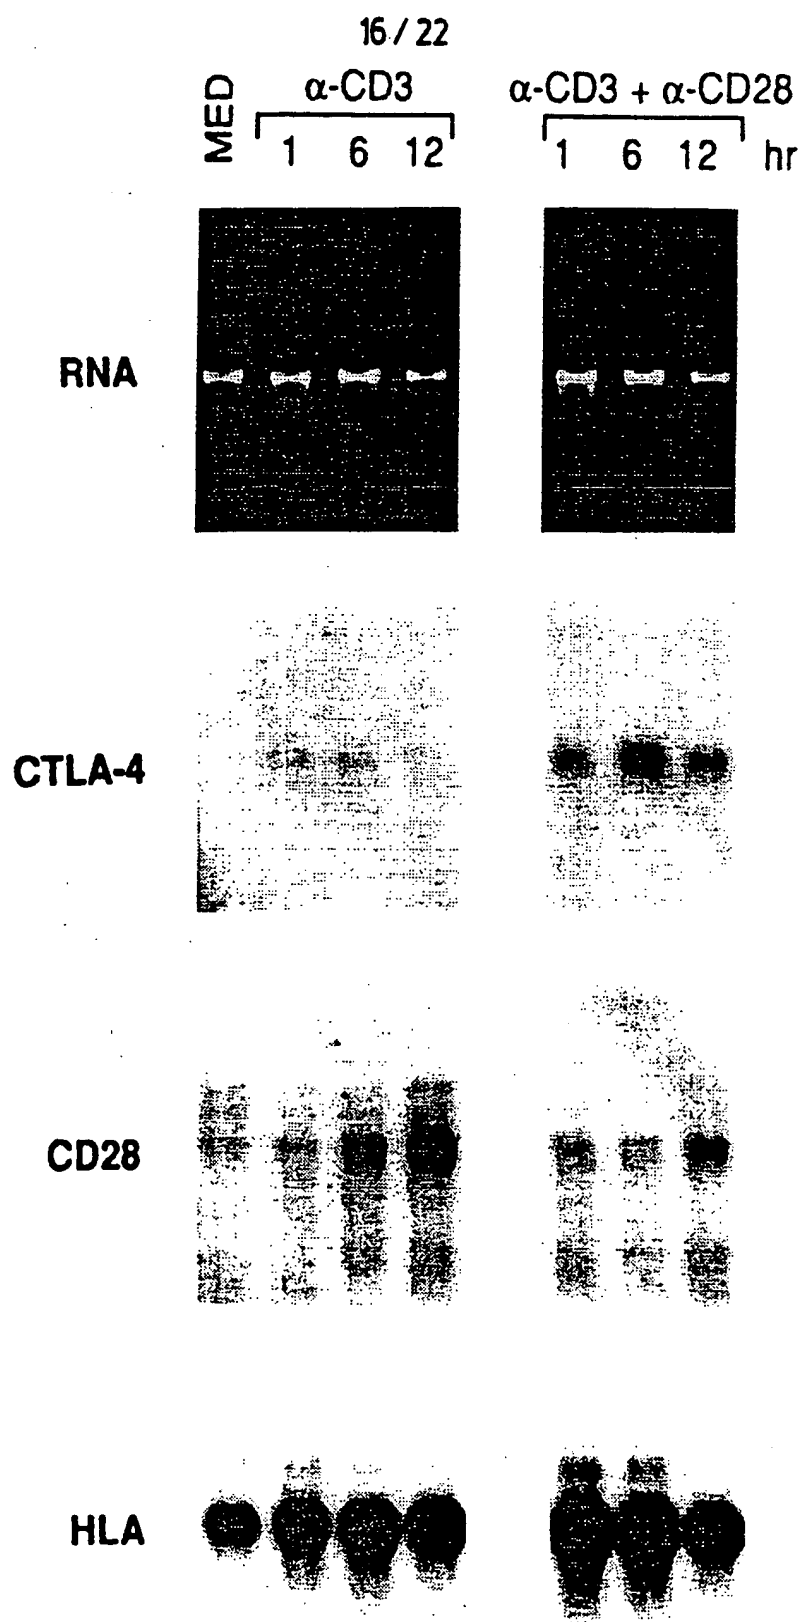 16/22
MED
α-CD3
α-CD3 + α-CD28
1 6 12 1 6 12 hr
RNA
CTLA-4
CD28
HLA